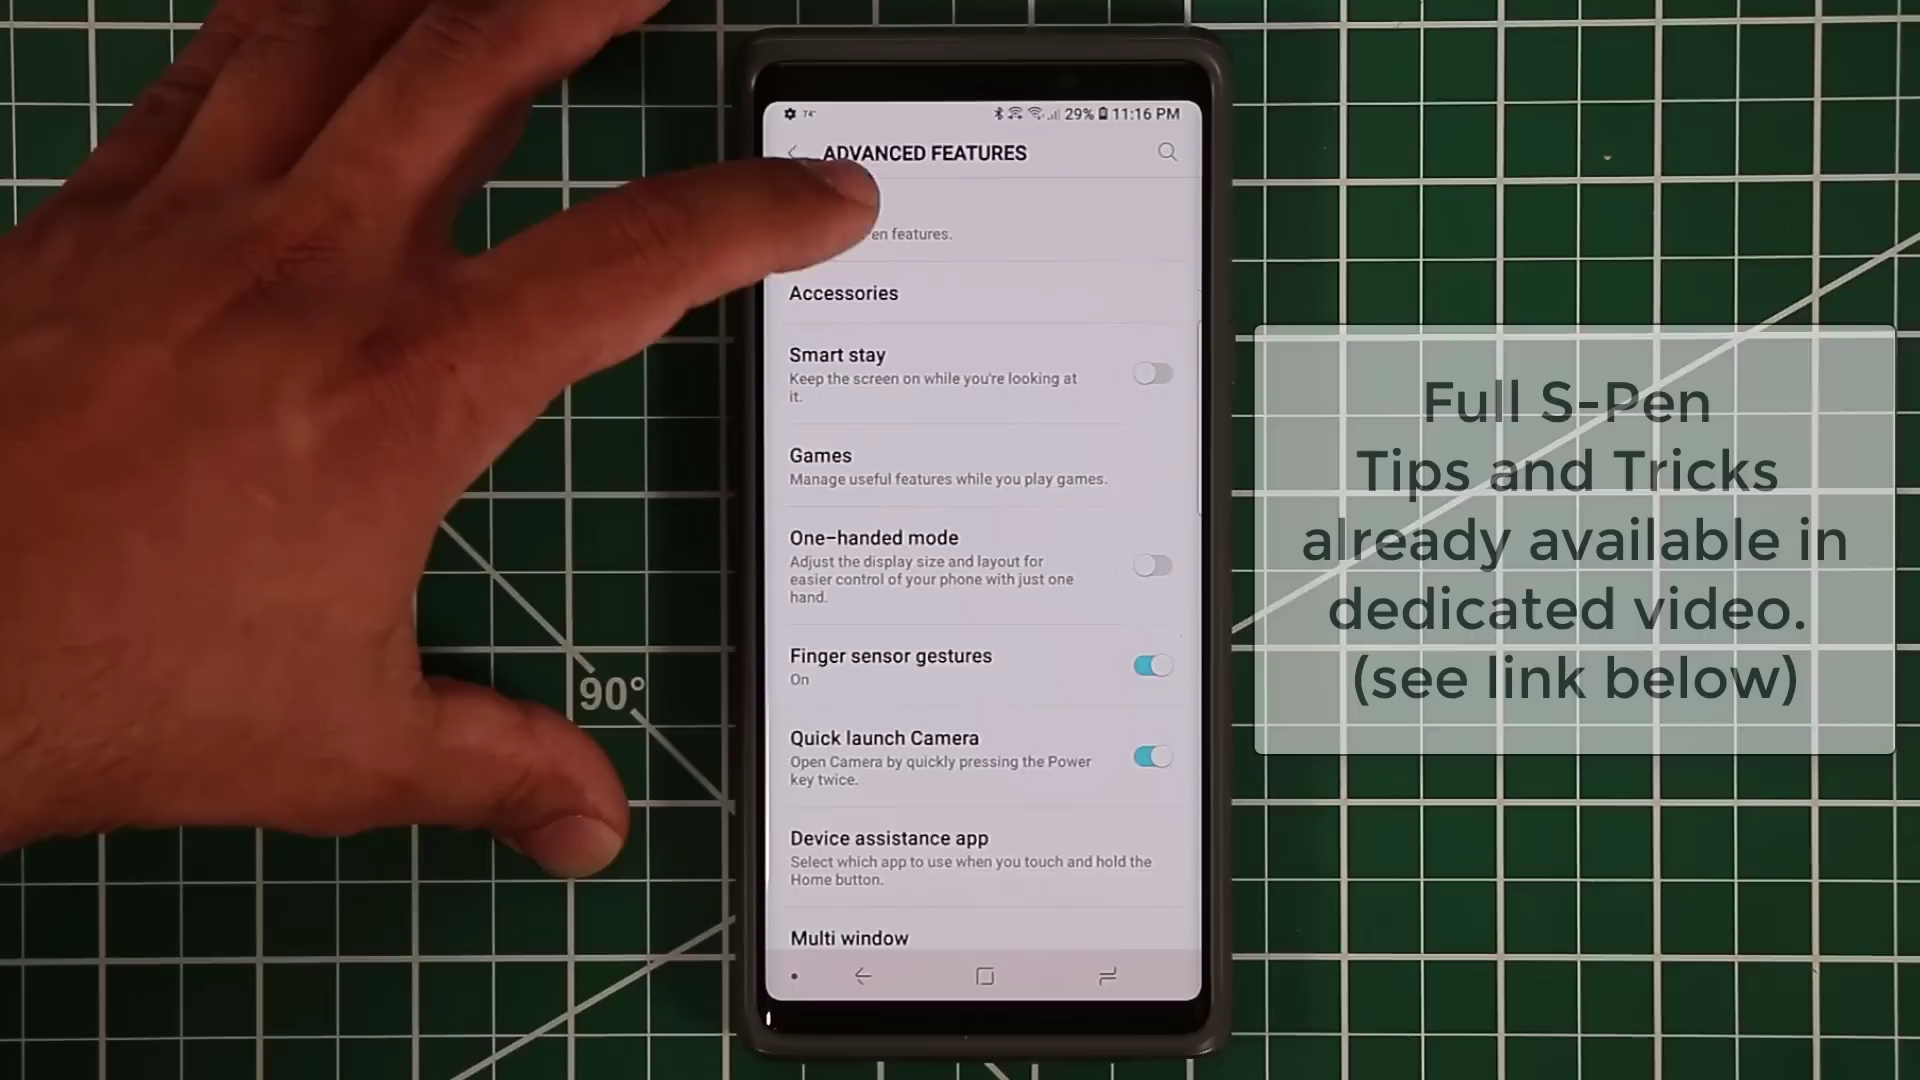 29% 11:16 PM
ADVANCED FEATURES
en features.
Accessories
Smart stay
Keep the screen on while you're looking at
it.
Games
Manage useful features while you play games.
One-handed mode
Adjust the display size and layout for
easier control of your phone with just one
hand.
Finger sensor gestures
On
Quick launch Camera
Open Camera by quickly pressing the Power
key twice.
Device assistance app
Select which app to use when you touch and hold the
Home button.
Multi window
Full S-Pen
Tips and Tricks
already available in
dedicated video.
(see link below)
90°